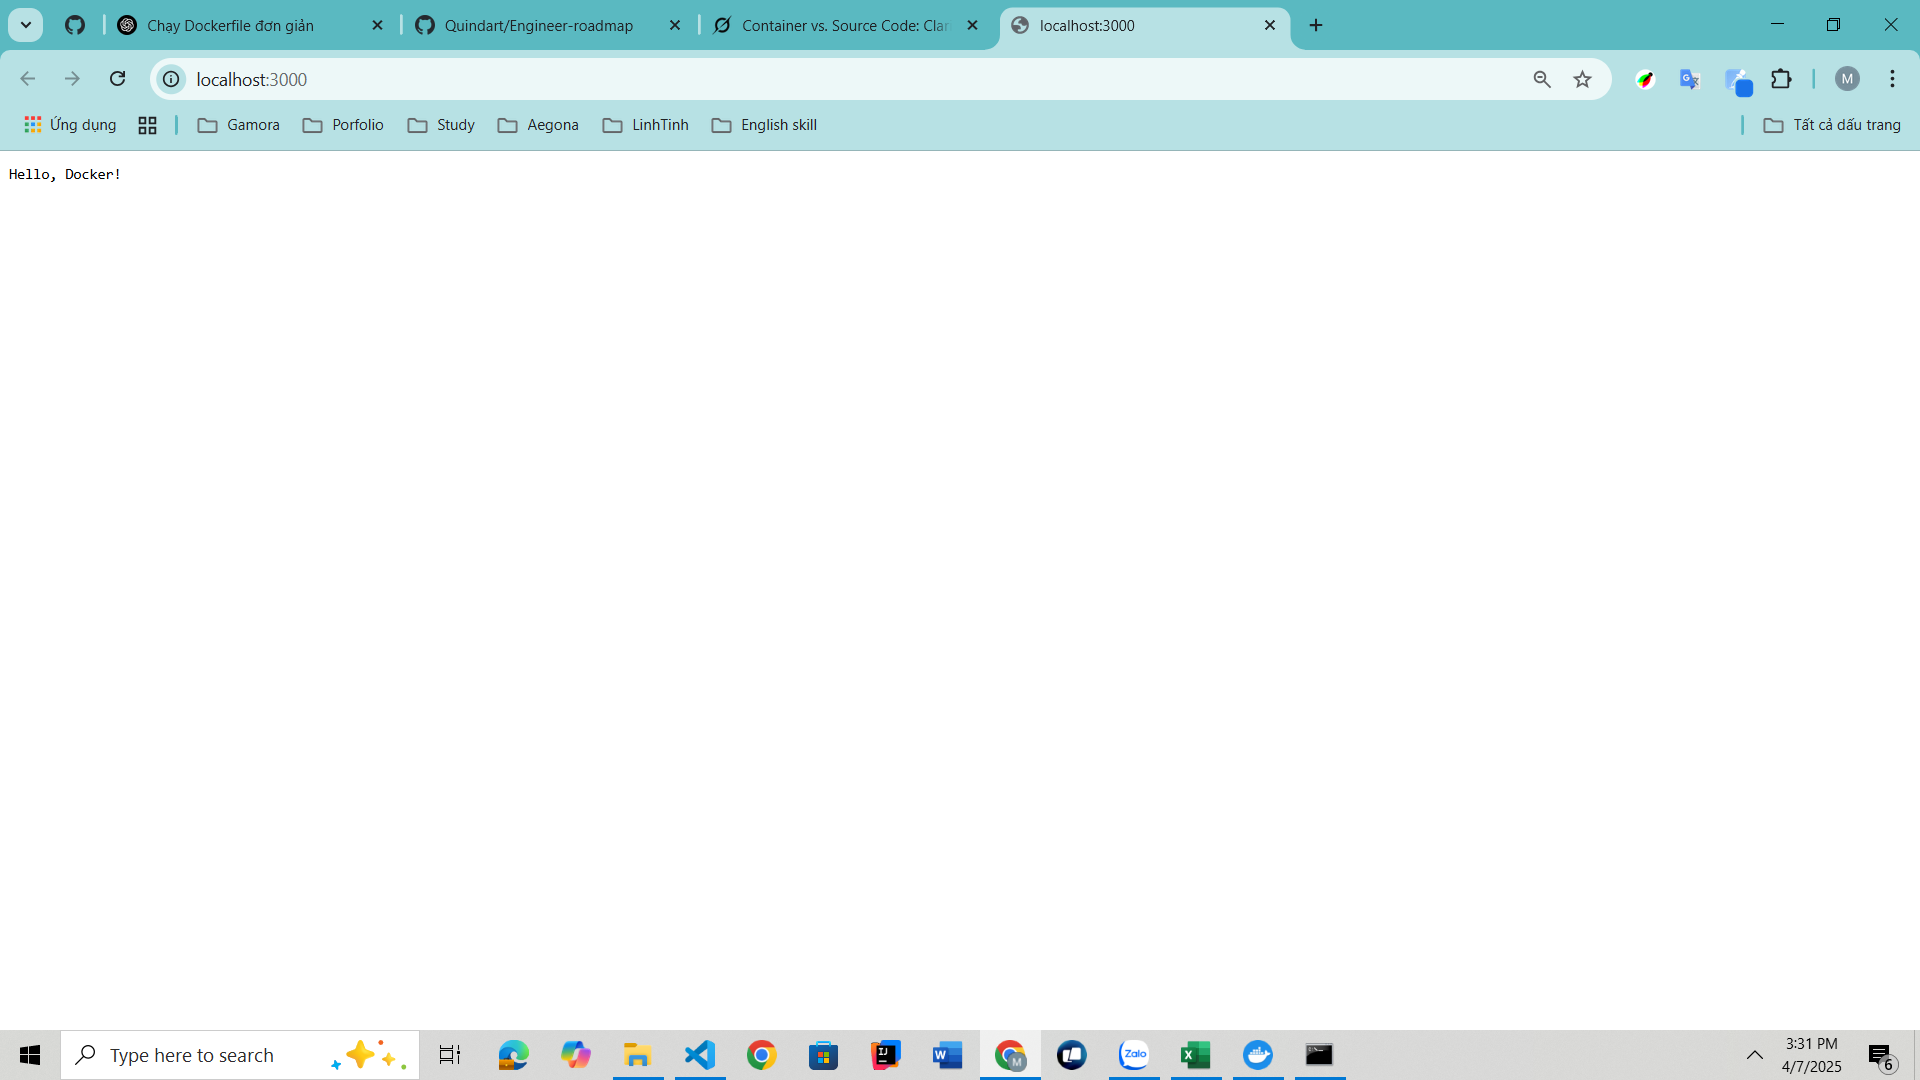 Chạy Dockerfile đơn giản
Quindart/Engineer-roadmap
Container vs. Source Code: Clar
localhost:3000
localhost:3000
M
Ứng dụng
Gamora
Porfolio
Study
Aegona
LinhTinh
English skill
Tất cả dấu trang
Hello, Docker!
Type here to search
3:31 PM
4/7/2025
6